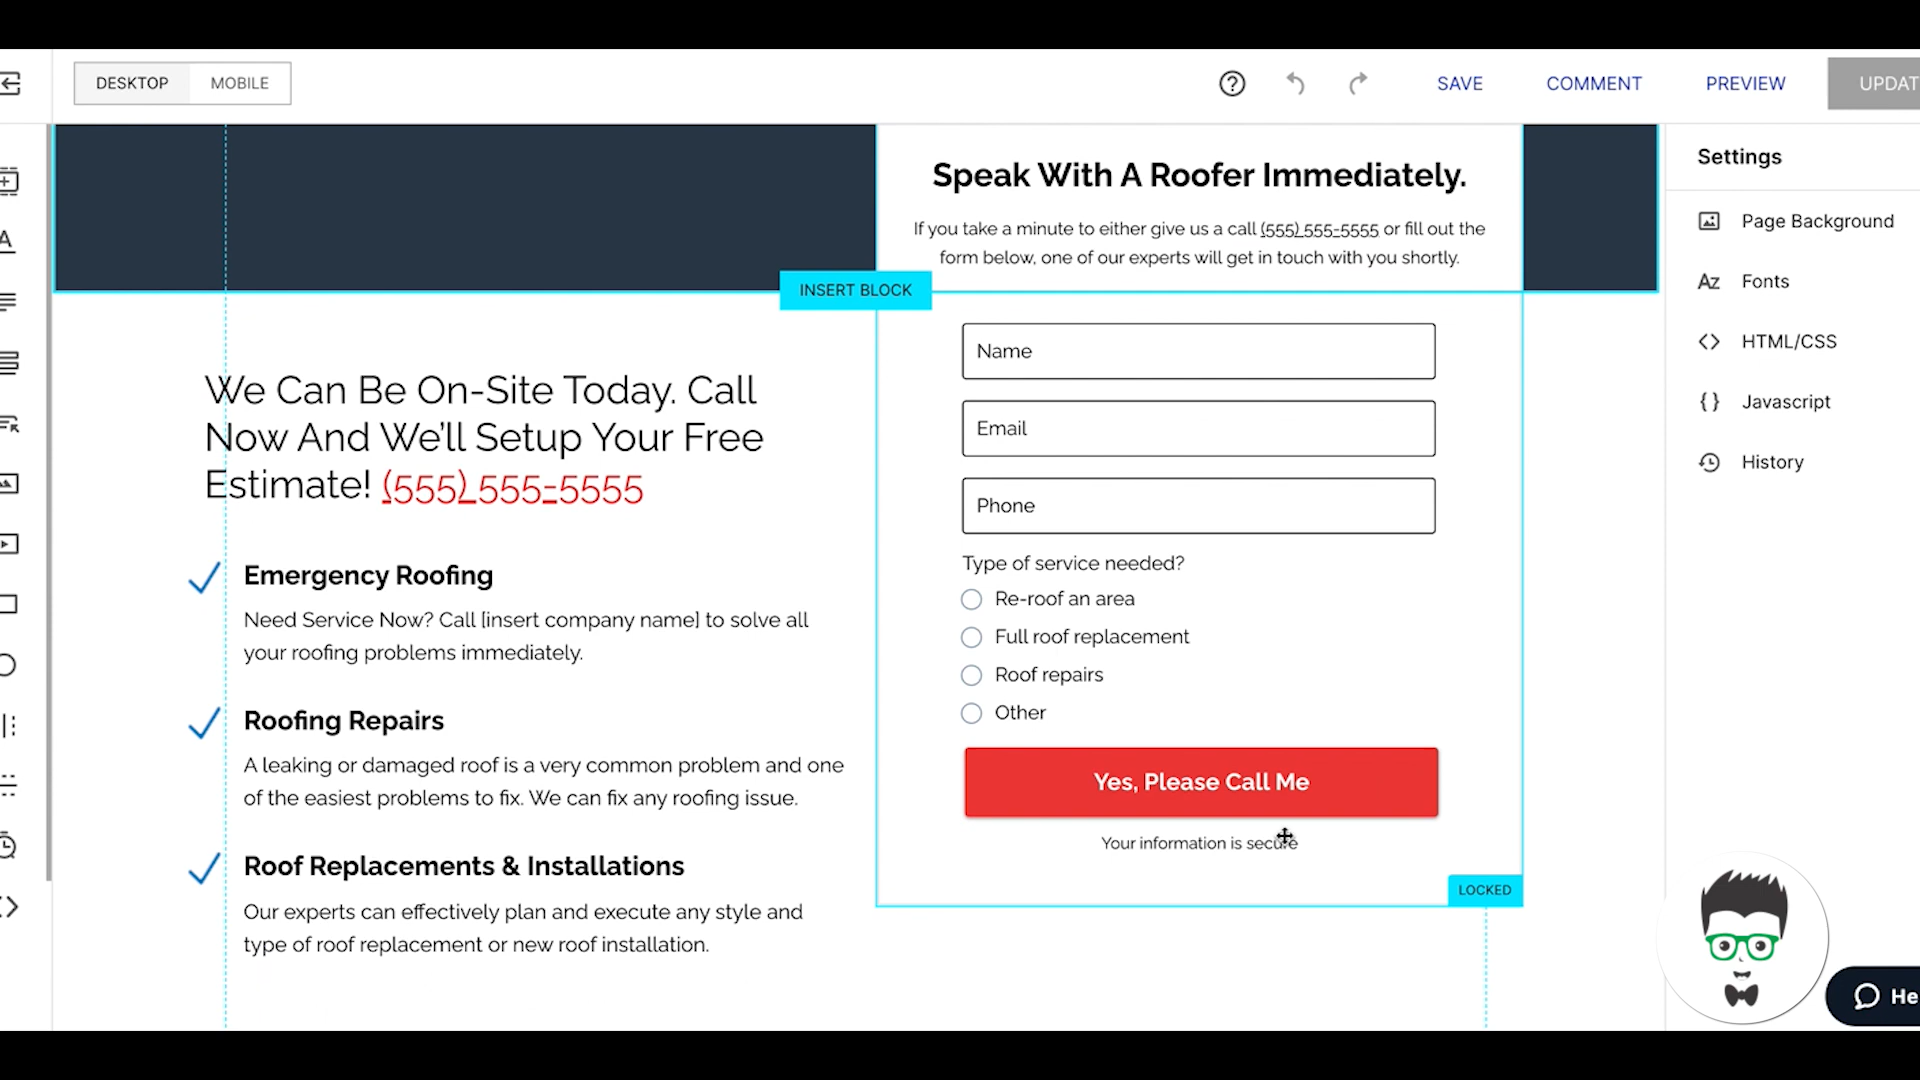 DESKTOP
MOBILE
SAVE
COMMENT
PREVIEW
UPDAT
Settings
Page Background
Fonts
HTML/CSS
Javascript
History
Speak With A Roofer Immediately.
If you take a minute to either give us a call (555) 555-5555 or fill out the
form below, one of our experts will get in touch with you shortly.
INSERT BLOCK
We Can Be On-Site Today. Call
Now And We'll Setup Your Free
Estimate! (555) 555-5555
Emergency Roofing
Need Service Now? Call [insert company name] to solve all
your roofing problems immediately.
Roofing Repairs
A leaking or damaged roof is a very common problem and one
of the easiest problems to fix. We can fix any roofing issue.
Roof Replacements & Installations
Our experts can effectively plan and execute any style and
type of roof replacement or new roof installation.
Name
Email
Phone
Type of service needed?
Re-roof an area
Full roof replacement
Roof repairs
Other
Yes, Please Call Me
Your information is secure
LOCKED
He